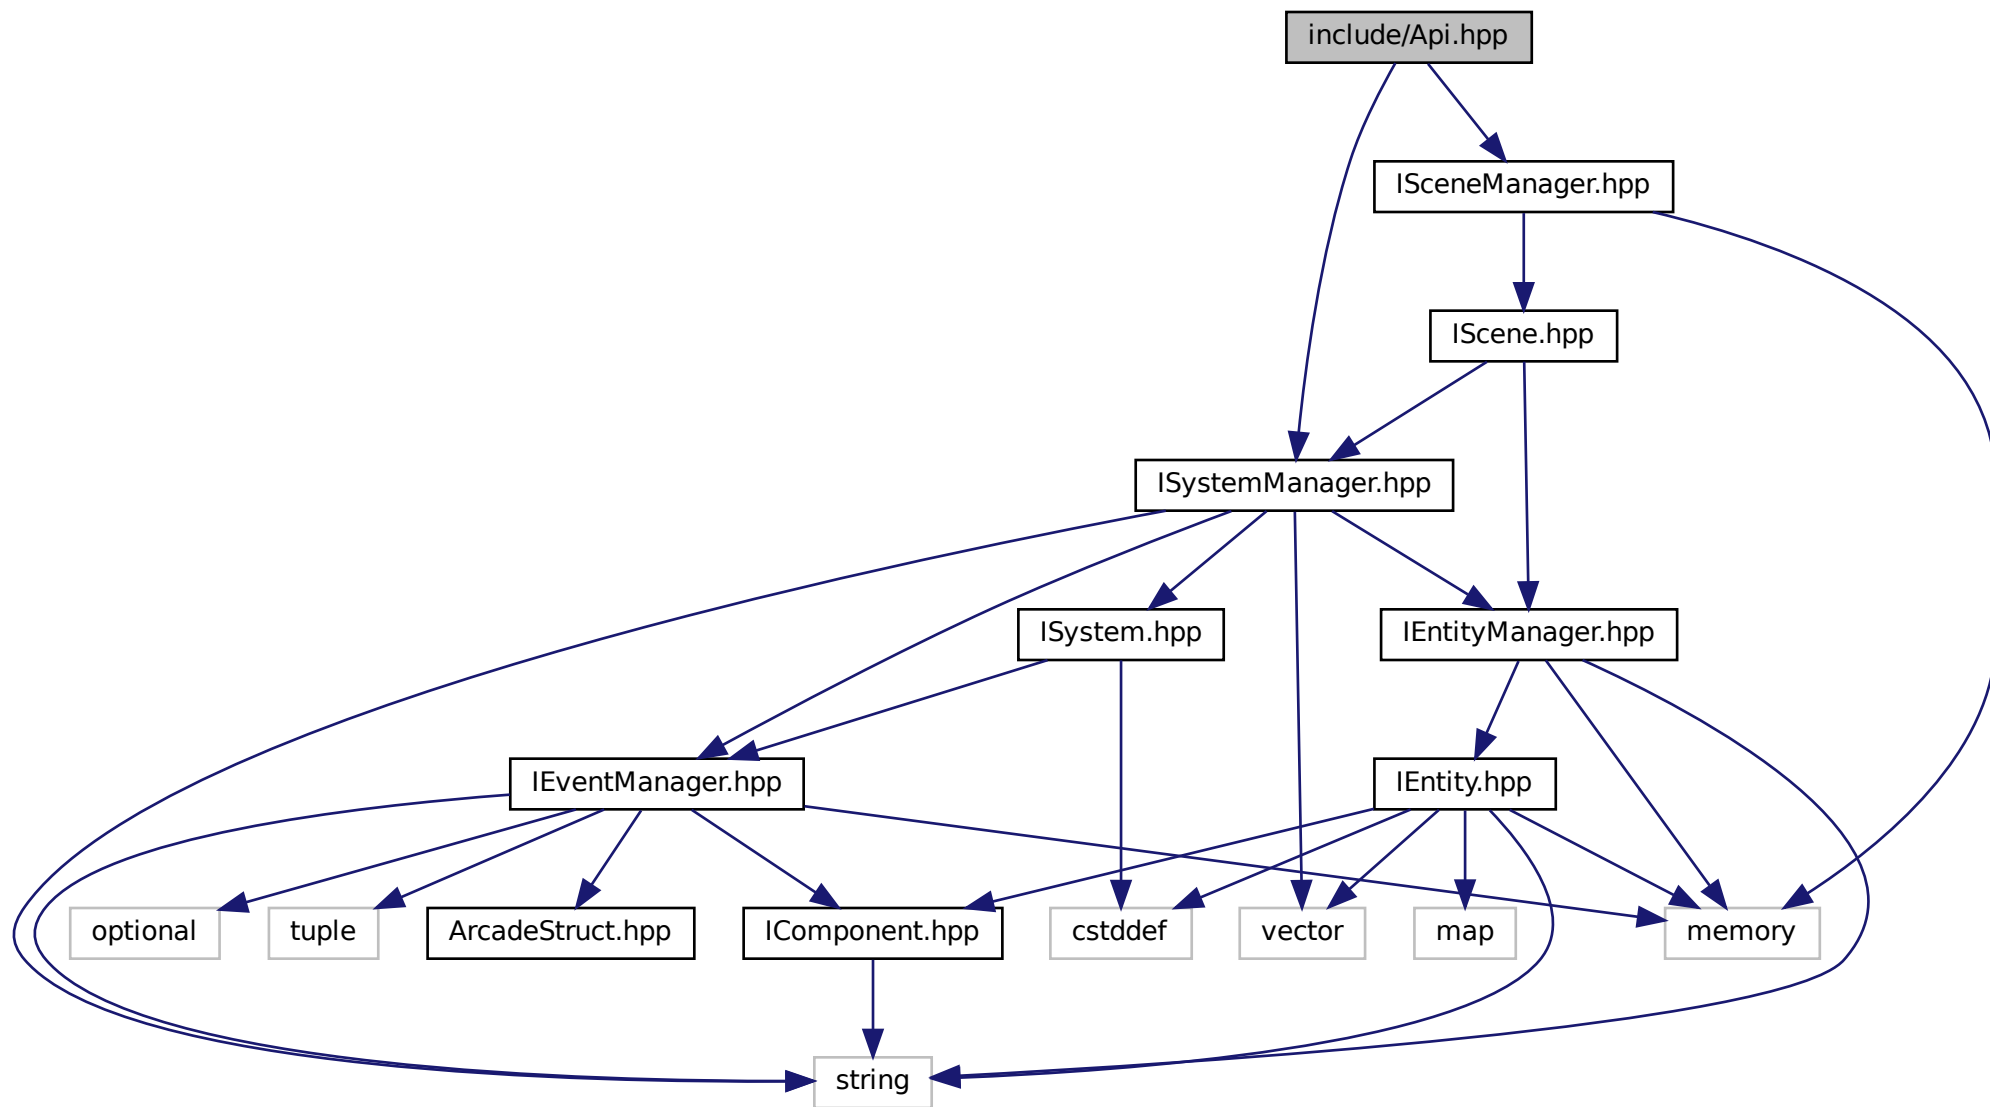 include/Api.hpp
ISceneManager.hpp
IScene.hpp
ISystemManager.hpp
ISystem.hpp
IEntityManager.hpp
IEventManager.hpp
IEntity.hpp
optional
tuple
ArcadeStruct.hpp
IComponent.hpp
cstddef
vector
map
memory
string